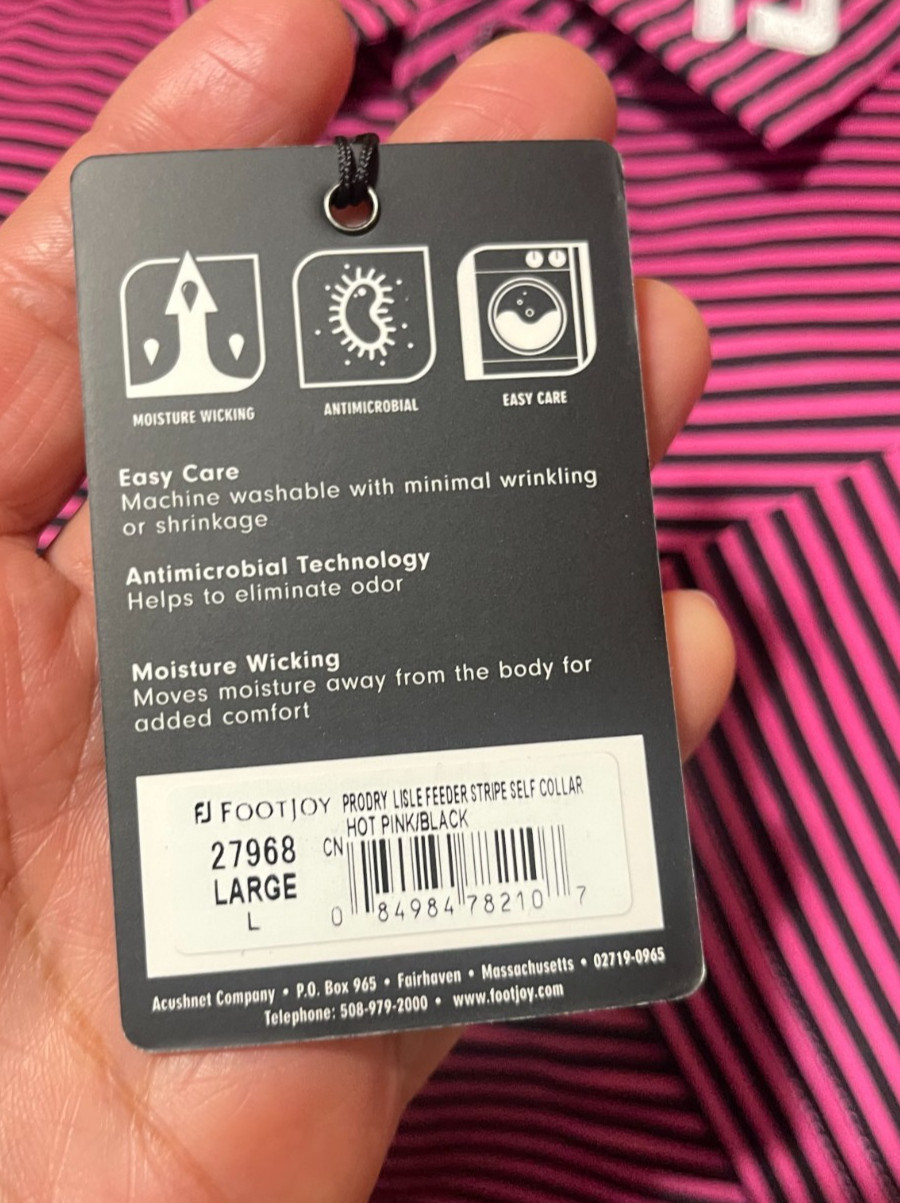 FJ
MOISTURE WICKING
ANTIMICROBIAL
EASY CARE
Easy Care
Machine washable with minimal wrinkling
or shrinkage
Antimicrobial Technology
Helps to eliminate odor
Moisture Wicking
Moves moisture away from the body for
added comfort
FJ FOOTJOY PRODRY LISLE FEEDER STRIPE SELF COLLAR
HOT PINK/BLACK
27968 CN
LARGE
L
0 84984 78210 7
Acushnet Company • P.O. Box 965 • Fairhaven • Massachusetts • 02719-0965
Telephone: 508-979-2000 • www.footjoy.com